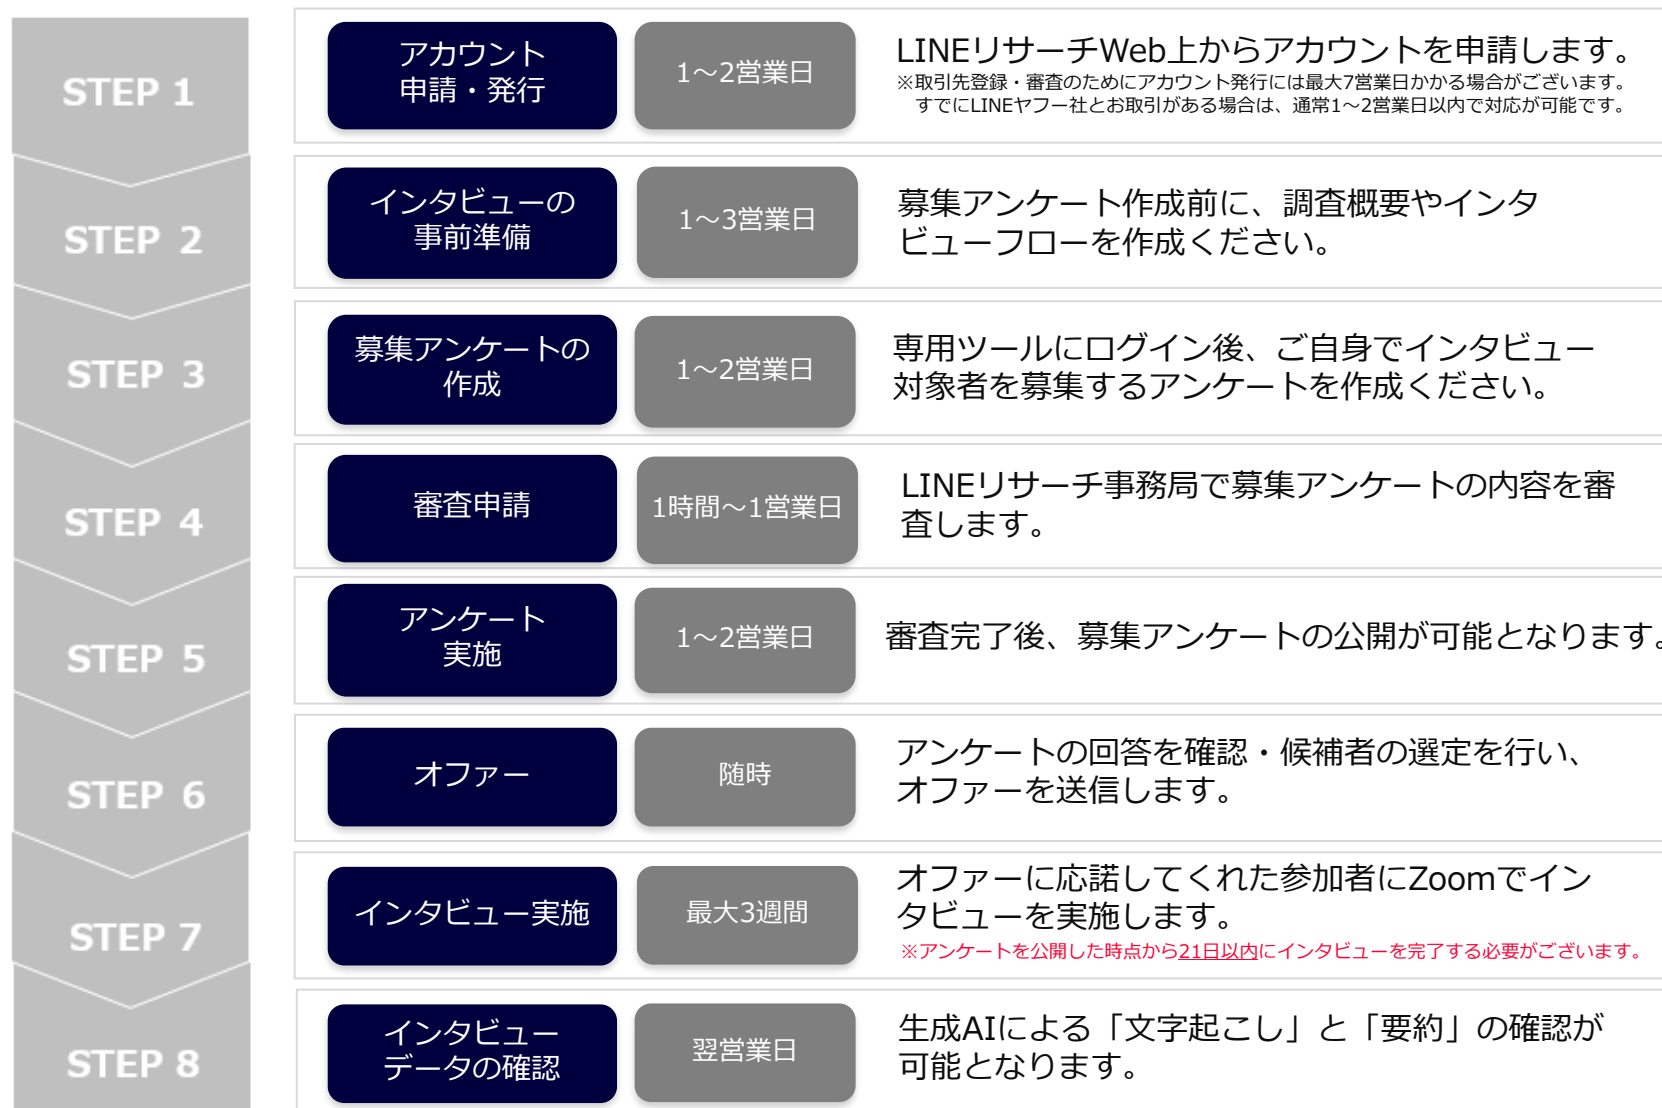 STEP 1
アカウント
申請・発行
1～2営業日
LINEリサーチWeb上からアカウントを申請します。
※取引先登録・審査のためにアカウント発行には最大7営業日かかる場合がございます。
すでにLINEヤフー社とお取引がある場合は、通常1～2営業日以内で対応が可能です。
STEP 2
インタビューの
事前準備
1～3営業日
募集アンケート作成前に、調査概要やインタ
ビューフローを作成ください。
STEP 3
募集アンケートの
作成
1～2営業日
専用ツールにログイン後、ご自身でインタビュー
対象者を募集するアンケートを作成ください。
STEP 4
審査申請
1時間～1営業日
LINEリサーチ事務局で募集アンケートの内容を審
査します。
STEP 5
アンケート
実施
1～2営業日
審査完了後、募集アンケートの公開が可能となります。
STEP 6
オファー
随時
アンケートの回答を確認・候補者の選定を行い、
オファーを送信します。
STEP 7
インタビュー実施
最大3週間
オファーに応諾してくれた参加者にZoomでイン
タビューを実施します。
※アンケートを公開した時点から21日以内にインタビューを完了する必要がございます。
STEP 8
インタビュー
データの確認
翌営業日
生成AIによる「文字起こし」と「要約」の確認が
可能となります。